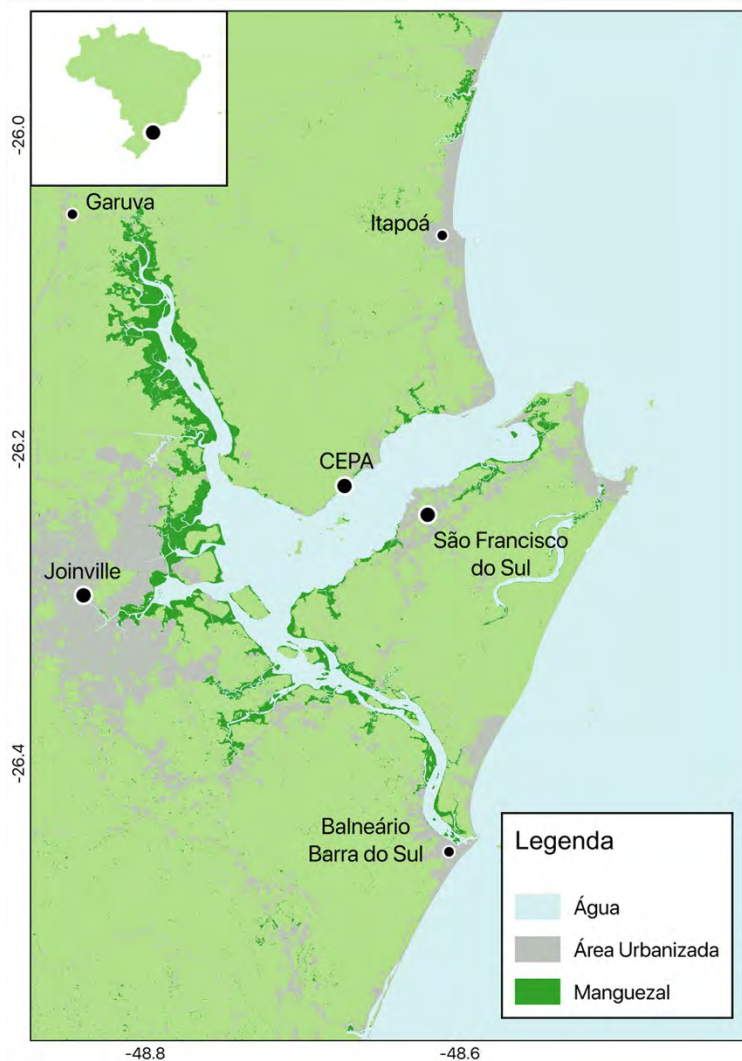 -26.0
Garuva
Itapoá
-26.2
CEPA
São Francisco
do Sul
Joinville
-26.4
Balneário
Barra do Sul
Legenda
Água
Área Urbanizada
Manguezal
-48.8
-48.6